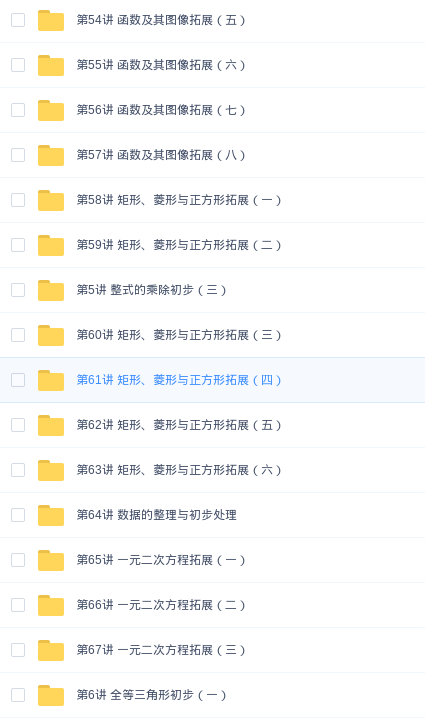 第54讲 函数及其图像拓展（五）
第55讲 函数及其图像拓展（六）
第56讲 函数及其图像拓展（七）
第57讲 函数及其图像拓展（八）
第58讲 矩形、菱形与正方形拓展（一）
第59讲 矩形、菱形与正方形拓展（二）
第5讲 整式的乘除初步（三）
第60讲 矩形、菱形与正方形拓展（三）
第61讲 矩形、菱形与正方形拓展（四）
第62讲 矩形、菱形与正方形拓展（五）
第63讲 矩形、菱形与正方形拓展（六）
第64讲 数据的整理与初步处理
第65讲 一元二次方程拓展（一）
第66讲 一元二次方程拓展（二）
第67讲 一元二次方程拓展（三）
第6讲 全等三角形初步（一）